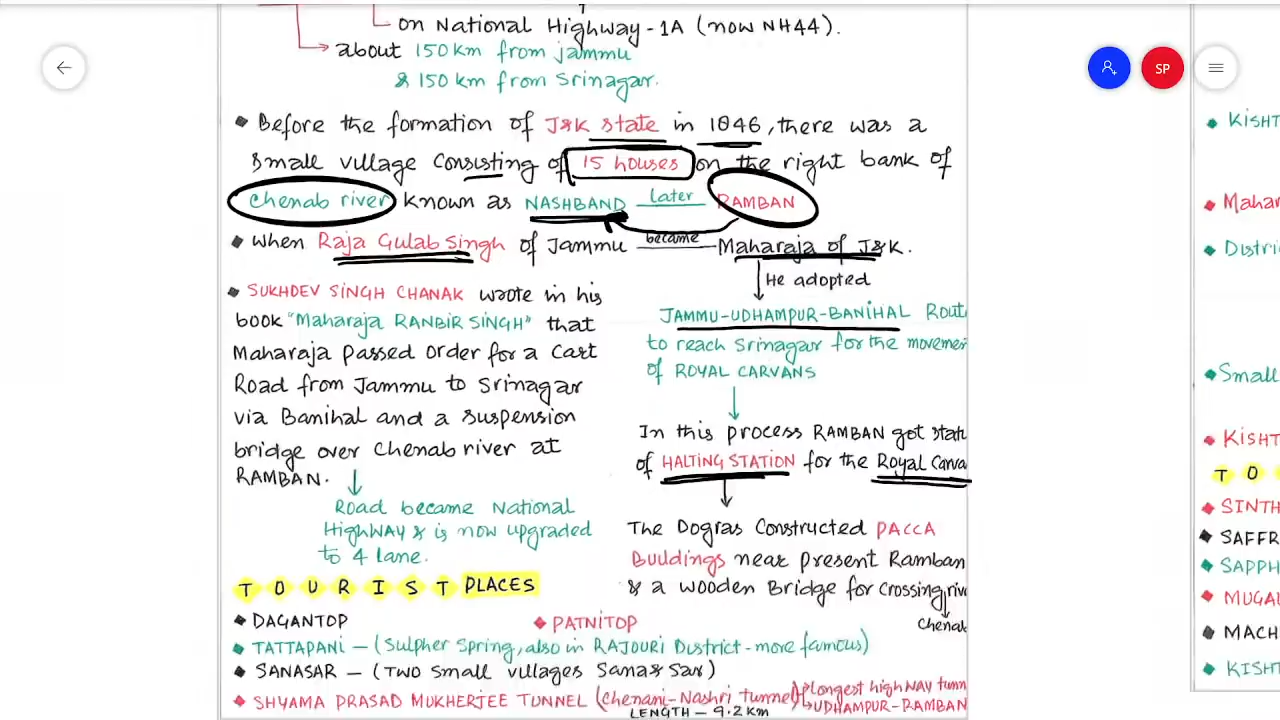 on National Highway-1A (now NH44).
about 150 km from Jammu
& 150 km from Srinagar.
Before the formation of J&K state in 1846, there was a
small village consisting of 15 houses on the right bank of
Chenab river known as NASHBAND later RAMBAN
When Raja Gulab Singh of Jammu became Maharaja of J&K.
He adopted
JAMMU-UDHAMPUR-BANIHAL Rout
to reach Srinagar for the movemen
of ROYAL CARVANS
In this process RAMBAN got statu
of HALTING STATION for the Royal Carva
The Dogras Constructed PACCA
Buildings near present Ramban
& a wooden Bridge for crossing riv
Chenab
SUKHDEV SINGH CHANAK wrote in his
book "Maharaja RANBIR SINGH" that
Maharaja passed order for a Cart
Road from Jammu to Srinagar
via Banihal and a suspension
bridge over Chenab river at
RAMBAN.
Road became National
HighWAY & is now upgraded
to 4 lane.
TOURIST PLACES
DAGANTOP
PATNITOP
TATTAPANI - (Sulpher Spring, also in RAJOURI District - more famous)
SANASAR - (Two small villages Sana & Sar)
SHYAMA PRASAD MUKHERJEE TUNNEL (Chenani-Nashri tunnel) longest highway tunn
UDHAMPUR-RAMBAN
LENGTH - 9.2 KM
SP
Kisht
Mahar
Distri
Small
Kisht
TO
SINTH
SAFFR
SAPPH
MUGAL
MACH
KISHT